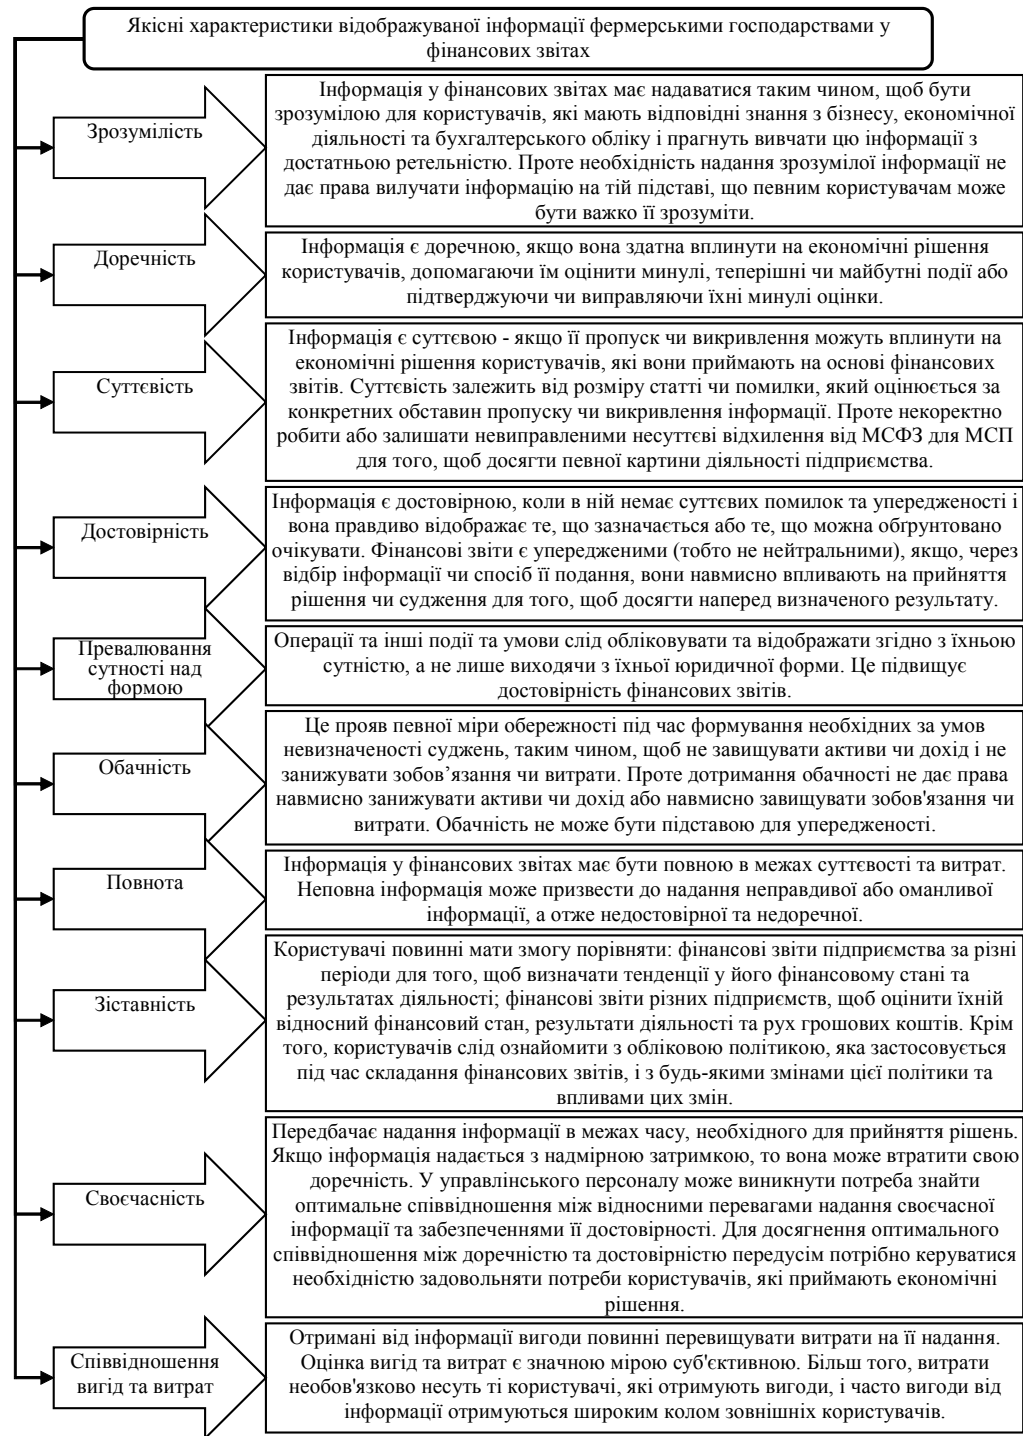 Якісні характеристики відображуваної інформації фермерськими господарствами у
фінансових звітах
Зрозумілість
Інформація у фінансових звітах має надаватися таким чином, щоб бути
зрозумілою для користувачів, які мають відповідні знання з бізнесу, економічної
діяльності та бухгалтерського обліку і прагнуть вивчати цю інформації з
достатньою ретельністю. Проте необхідність надання зрозумілої інформації не
дає права вилучати інформацію на тій підставі, що певним користувачам може
бути важко її зрозуміти.
Доречність
Інформація є доречною, якщо вона здатна вплинути на економічні рішення
користувачів, допомагаючи їм оцінити минулі, теперішні чи майбутні події або
підтверджуючи чи виправляючи їхні минулі оцінки.
Суттєвість
Інформація є суттєвою - якщо її пропуск чи викривлення можуть вплинути на
економічні рішення користувачів, які вони приймають на основі фінансових
звітів. Суттєвість залежить від розміру статті чи помилки, який оцінюється за
конкретних обставин пропуску чи викривлення інформації. Проте некоректно
робити або залишати невиправленими несуттєві відхилення від МСФЗ для МСП
для того, щоб досягти певної картини діяльності підприємства.
Достовірність
Інформація є достовірною, коли в ній немає суттєвих помилок та упередженості і
вона правдиво відображає те, що зазначається або те, що можна обґрунтовано
очікувати. Фінансові звіти є упередженими (тобто не нейтральними), якщо, через
відбір інформації чи спосіб її подання, вони навмисно впливають на прийняття
рішення чи судження для того, щоб досягти наперед визначеного результату.
Превалювання
сутності над
формою
Операції та інші події та умови слід обліковувати та відображати згідно з їхньою
сутністю, а не лише виходячи з їхньої юридичної форми. Це підвищує
достовірність фінансових звітів.
Обачність
Це прояв певної міри обережності під час формування необхідних за умов
невизначеності суджень, таким чином, щоб не завищувати активи чи дохід і не
занижувати зобов’язання чи витрати. Проте дотримання обачності не дає права
навмисно занижувати активи чи дохід або навмисно завищувати зобов'язання чи
витрати. Обачність не може бути підставою для упередженості.
Повнота
Інформація у фінансових звітах має бути повною в межах суттєвості та витрат.
Неповна інформація може призвести до надання неправдивої або оманливої
інформації, а отже недостовірної та недоречної.
Зіставність
Користувачі повинні мати змогу порівняти: фінансові звіти підприємства за різні
періоди для того, щоб визначати тенденції у його фінансовому стані та
результатах діяльності; фінансові звіти різних підприємств, щоб оцінити їхній
відносний фінансовий стан, результати діяльності та рух грошових коштів. Крім
того, користувачів слід ознайомити з обліковою політикою, яка застосовується
під час складання фінансових звітів, і з будь-якими змінами цієї політики та
впливами цих змін.
Своєчасність
Передбачає надання інформації в межах часу, необхідного для прийняття рішень.
Якщо інформація надається з надмірною затримкою, то вона може втратити свою
доречність. У управлінського персоналу може виникнути потреба знайти
оптимальне співвідношення між відносними перевагами надання своєчасної
інформації та забезпеченнями її достовірності. Для досягнення оптимального
співвідношення між доречністю та достовірністю передусім потрібно керуватися
необхідністю задовольняти потреби користувачів, які приймають економічні
рішення.
Співвідношення
вигід та витрат
Отримані від інформації вигоди повинні перевищувати витрати на її надання.
Оцінка вигід та витрат є значною мірою суб'єктивною. Більш того, витрати
необов'язково несуть ті користувачі, які отримують вигоди, і часто вигоди від
інформації отримуються широким колом зовнішніх користувачів.